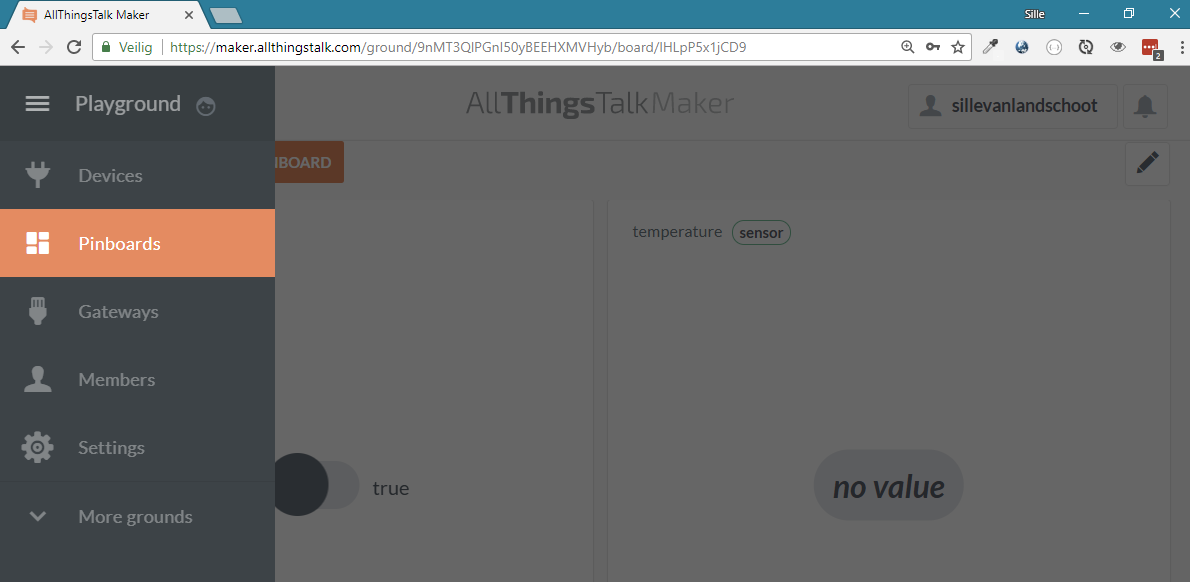 AllThingsTalk Maker
Sille
Veilig
https://maker.allthingstalk.com/ground/9nMT3QIPGnI50yBEEHXMVHyb/board/IHLpP5x1jCD9
2
Playground
AllThingsTalkMaker
sillevanlandschoot
Devices
NBOARD
Pinboards
temperature sensor
Gateways
Members
Settings
true
no value
More grounds